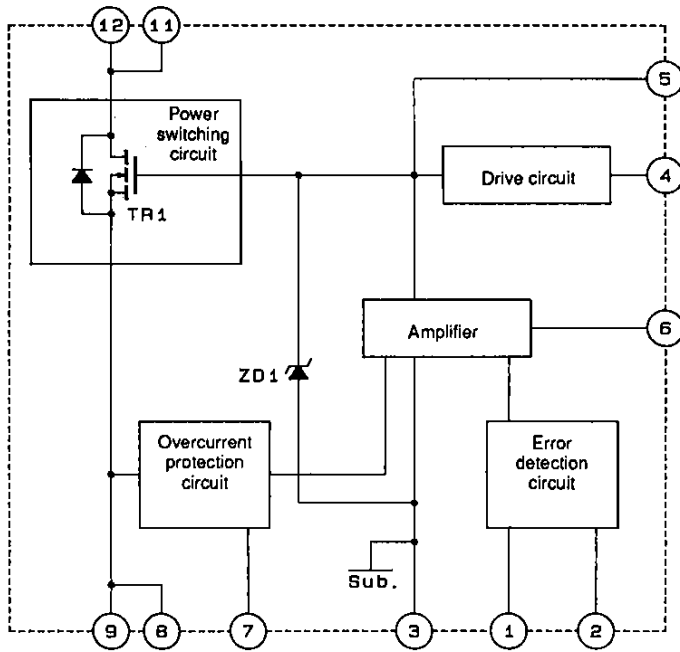 12 11
5
Power
switching
circuit
Drive circuit
4
TR1
Amplifier
6
ZD1
Overcurrent
protection
circuit
Error
detection
circuit
Sub.
9 8 7 3 1 2